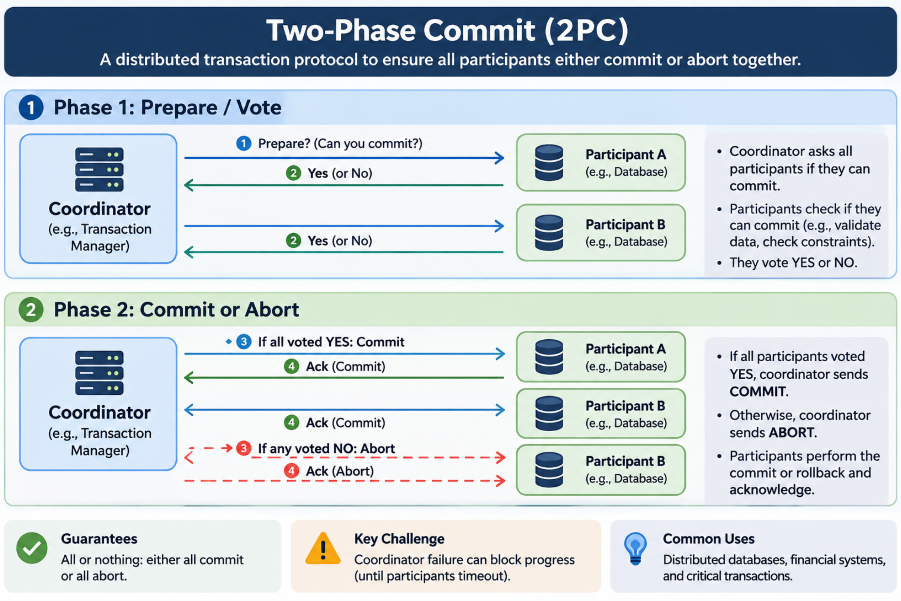 Two-Phase Commit (2PC)
A distributed transaction protocol to ensure all participants either commit or abort together.
1 Phase 1: Prepare / Vote
Coordinator
(e.g., Transaction
Manager)
1 Prepare? (Can you commit?)
2 Yes (or No)
2 Yes (or No)
Participant A
(e.g., Database)
Participant B
(e.g., Database)
• Coordinator asks all
participants if they can
commit.
• Participants check if they
can commit (e.g., validate
data, check constraints).
• They vote YES or NO.
2 Phase 2: Commit or Abort
Coordinator
(e.g., Transaction
Manager)
3 If all voted YES: Commit
4 Ack (Commit)
4 Ack (Commit)
3 If any voted NO: Abort
4 Ack (Abort)
Participant A
(e.g., Database)
Participant B
(e.g., Database)
Participant B
(e.g., Database)
• If all participants voted
YES, coordinator sends
COMMIT.
• Otherwise, coordinator
sends ABORT.
• Participants perform the
commit or rollback and
acknowledge.
Guarantees
All or nothing: either all commit
or all abort.
Key Challenge
Coordinator failure can block progress
(until participants timeout).
Common Uses
Distributed databases, financial systems,
and critical transactions.